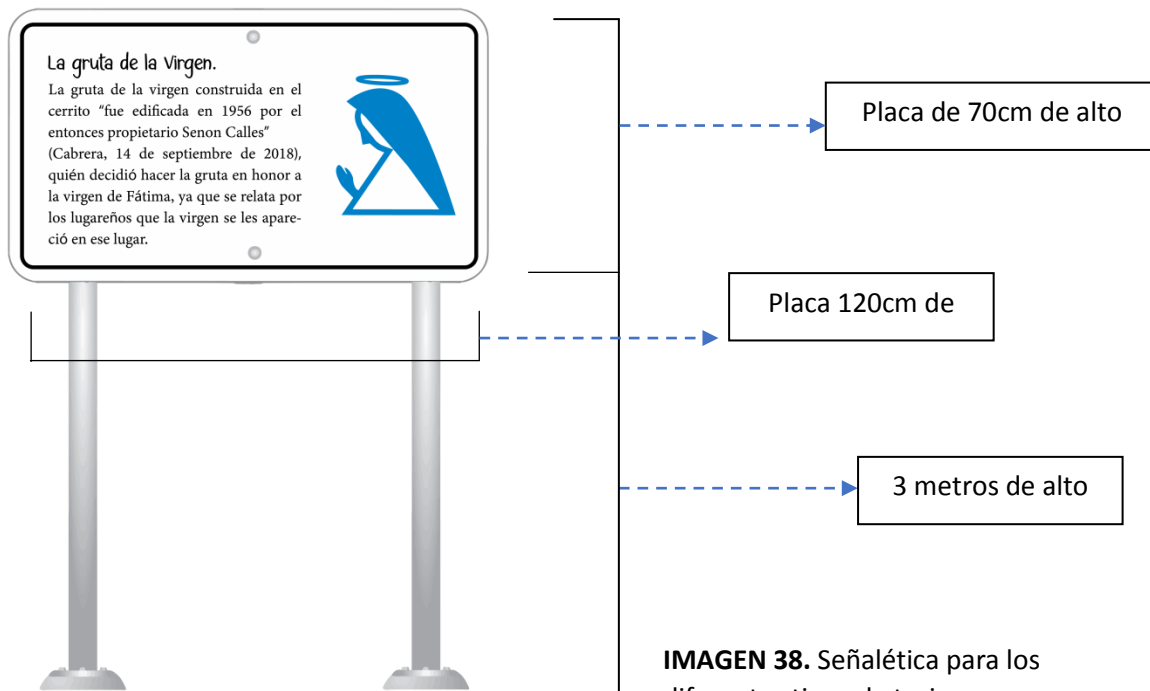 La gruta de la Virgen.
La gruta de la virgen construida en el
cerrito “fue edificada en 1956 por el
entonces propietario Senon Calles”
(Cabrera, 14 de septiembre de 2018),
quién decidió hacer la gruta en honor a
la virgen de Fátima, ya que se relata por
los lugareños que la virgen se les apare-
ció en ese lugar.
Placa de 70cm de alto
Placa 120cm de
3 metros de alto
IMAGEN 38. Señalética para los